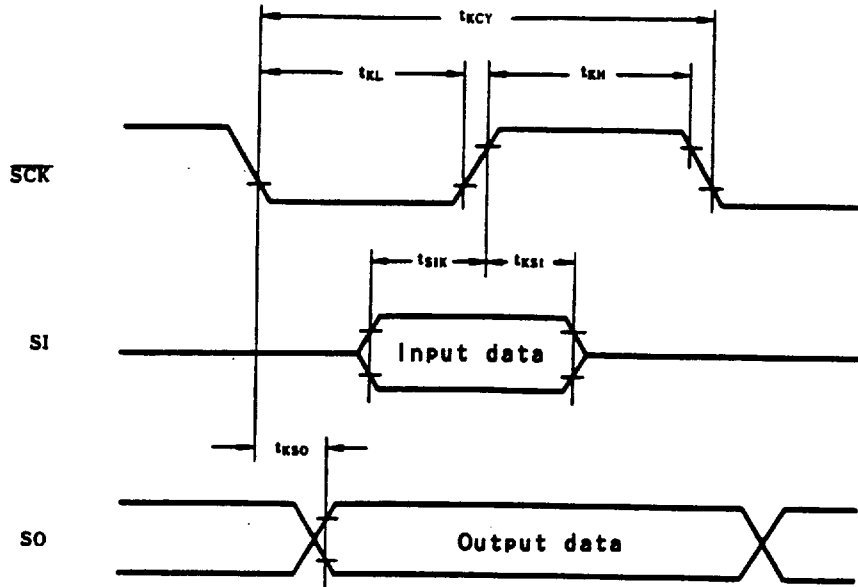 tKCY
tKL
tKH
SCK
tSIK
tKSI
SI
Input data
tKSO
SO
Output data